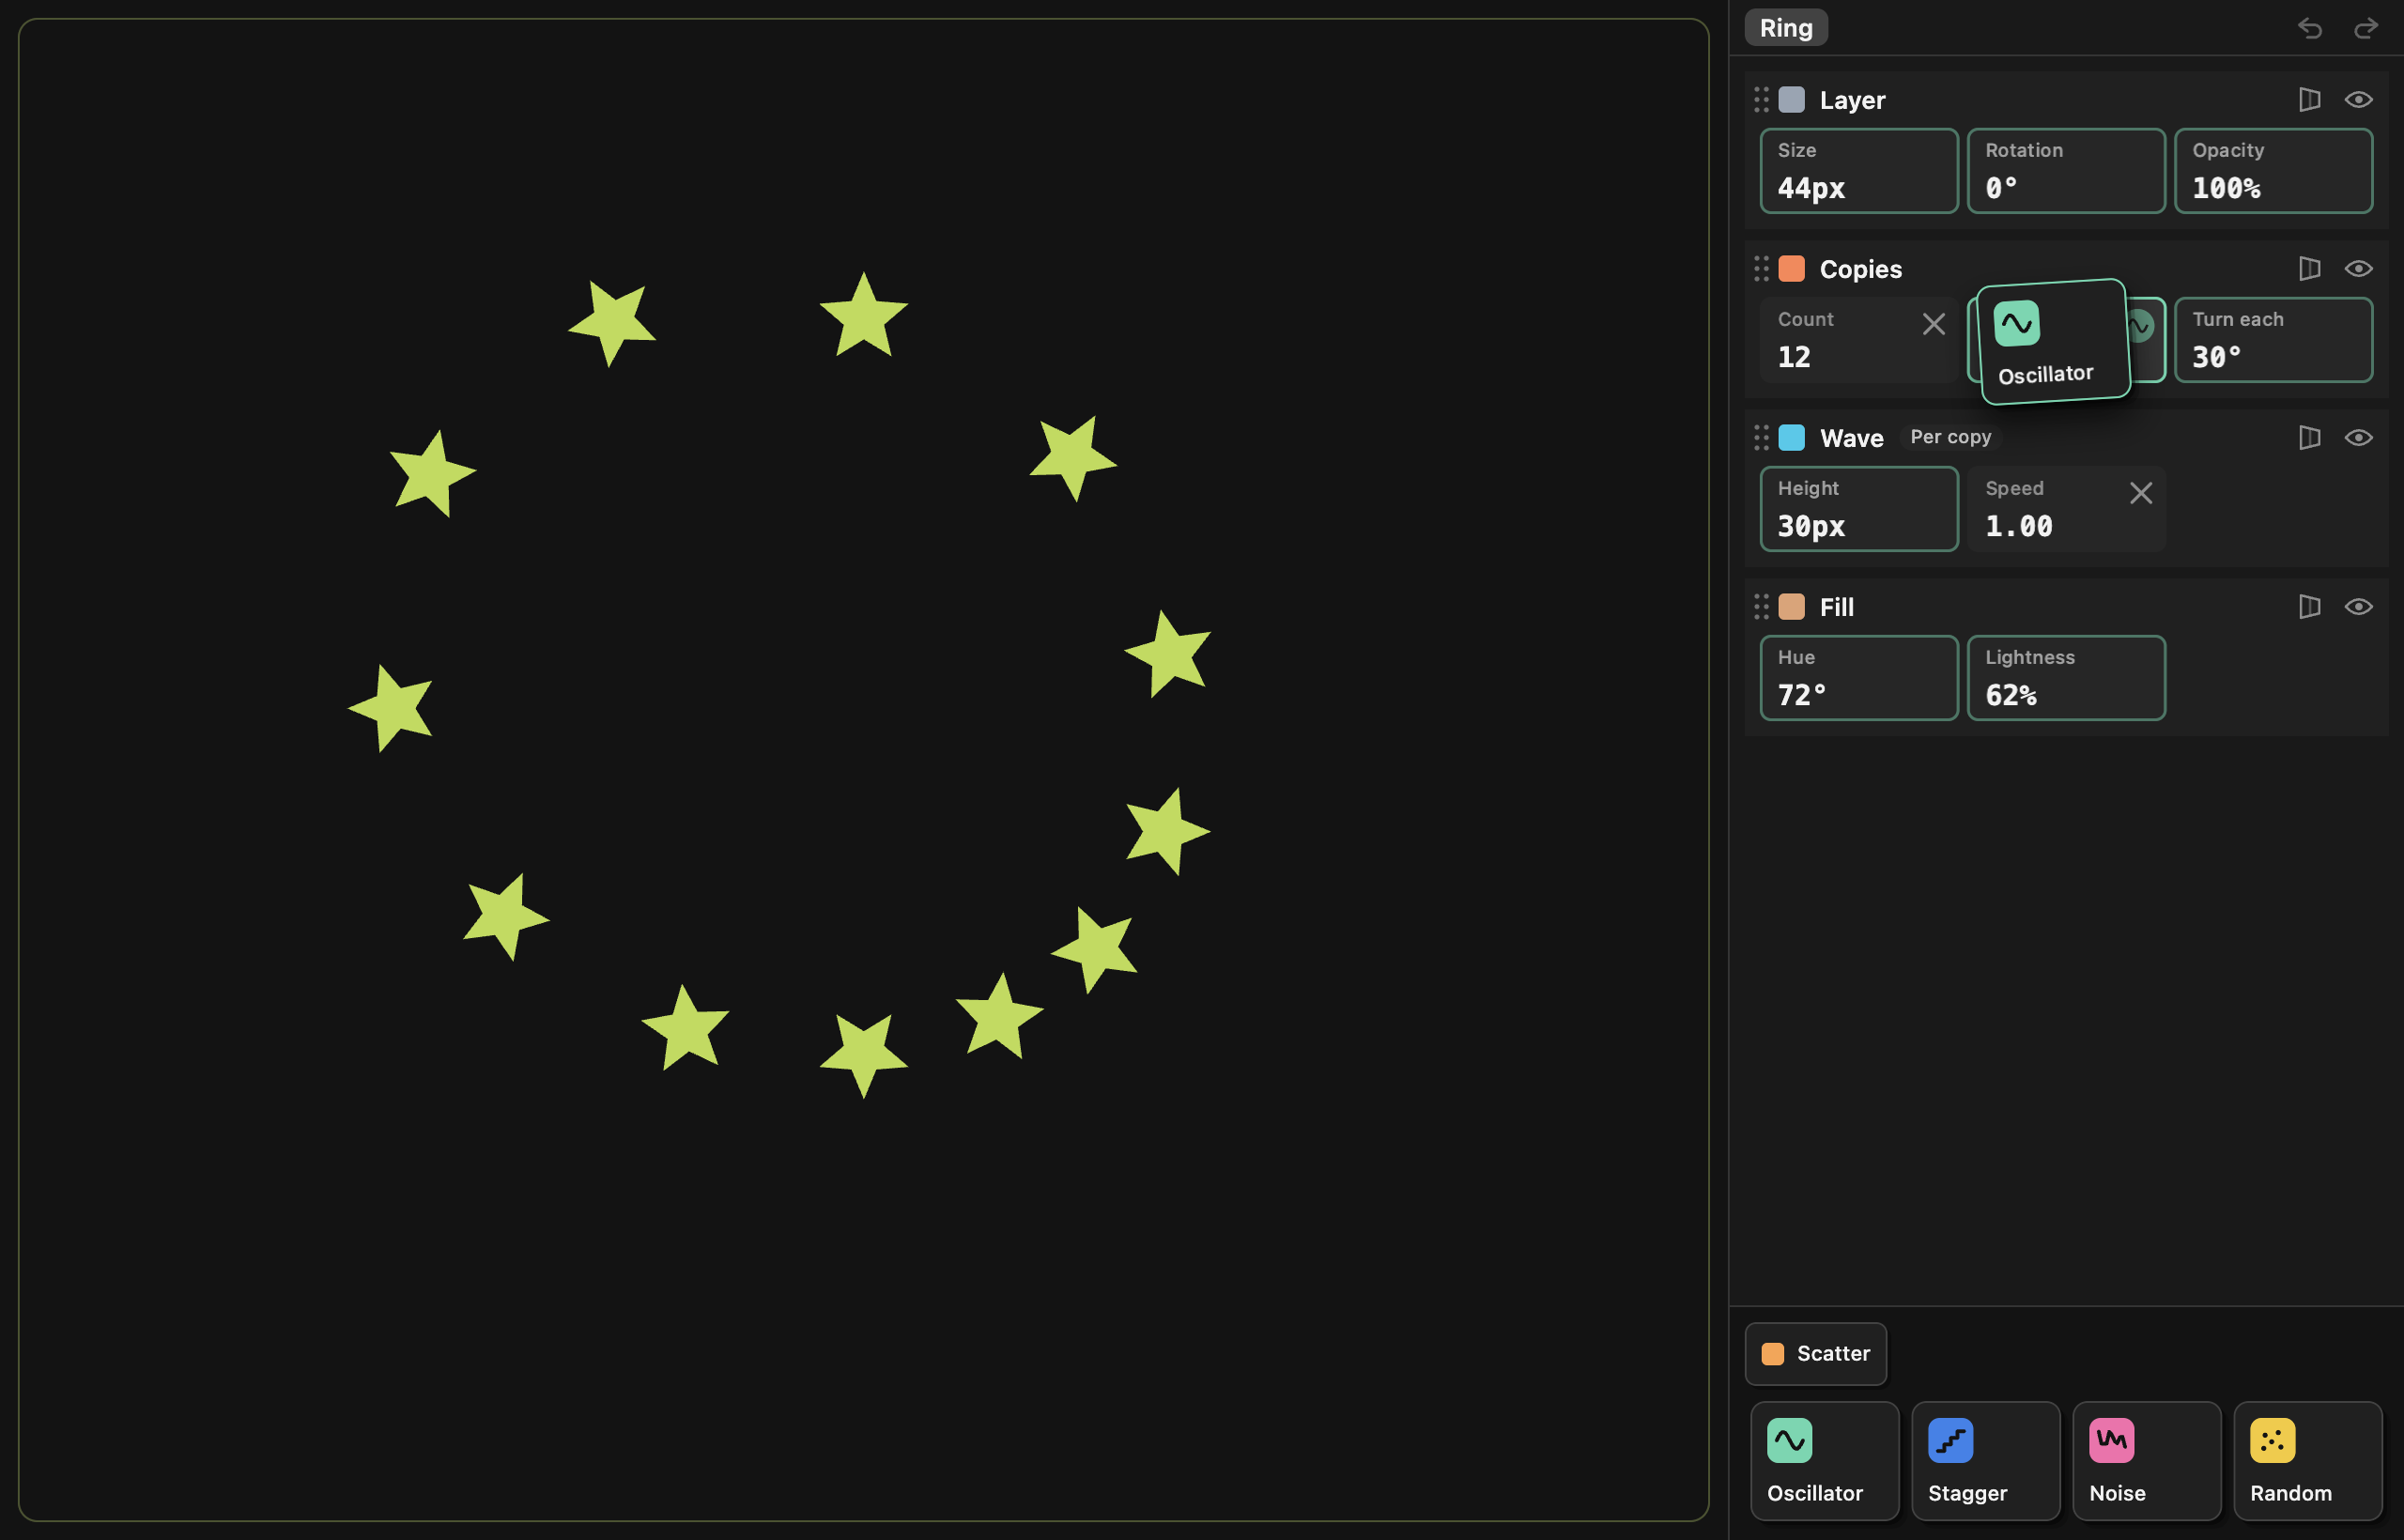 Ring
Layer
Size
44px
Rotation
0°
Opacity
100%
Copies
Count
12
Oscillator
Turn each
30°
Wave
Per copy
Height
30px
Speed
1.00
Fill
Hue
72°
Lightness
62%
Scatter
Oscillator
Stagger
Noise
Random